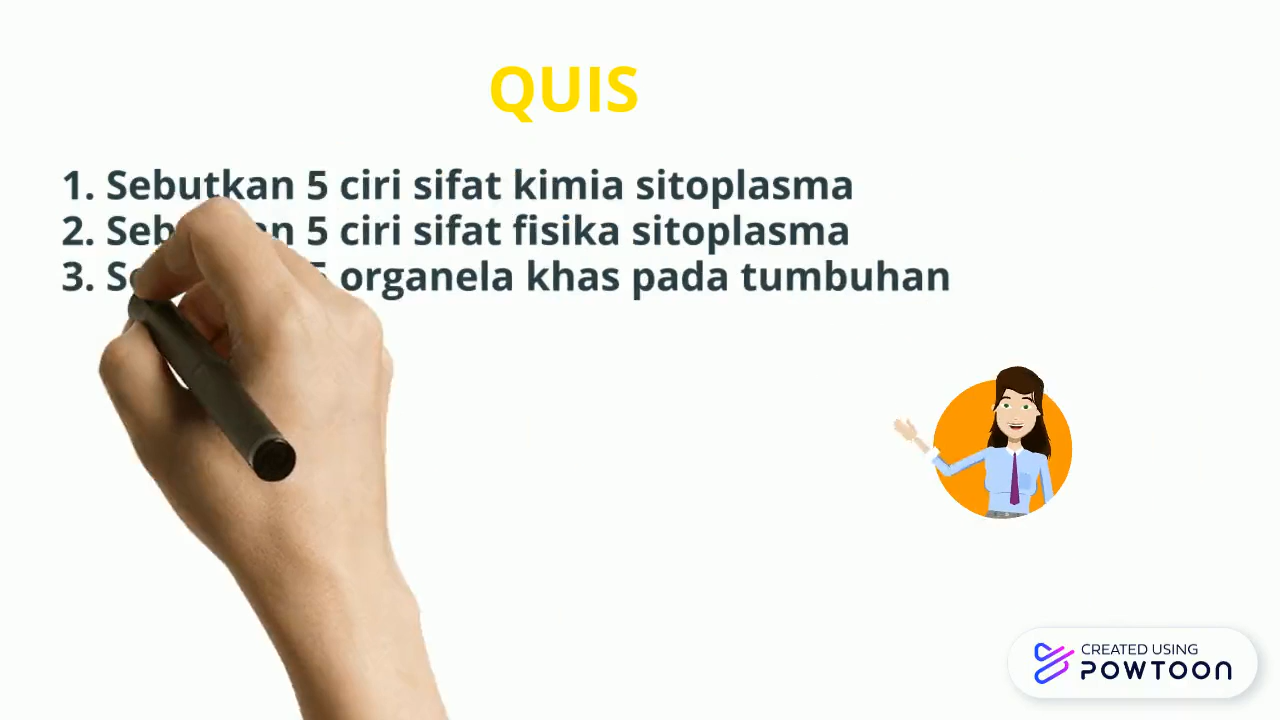 QUIS
1. Sebutkan 5 ciri sifat kimia sitoplasma
2. Seb n 5 ciri sifat fisika sitoplasma
3. S organela khas pada tumbuhan
CREATED USING
POWTOON